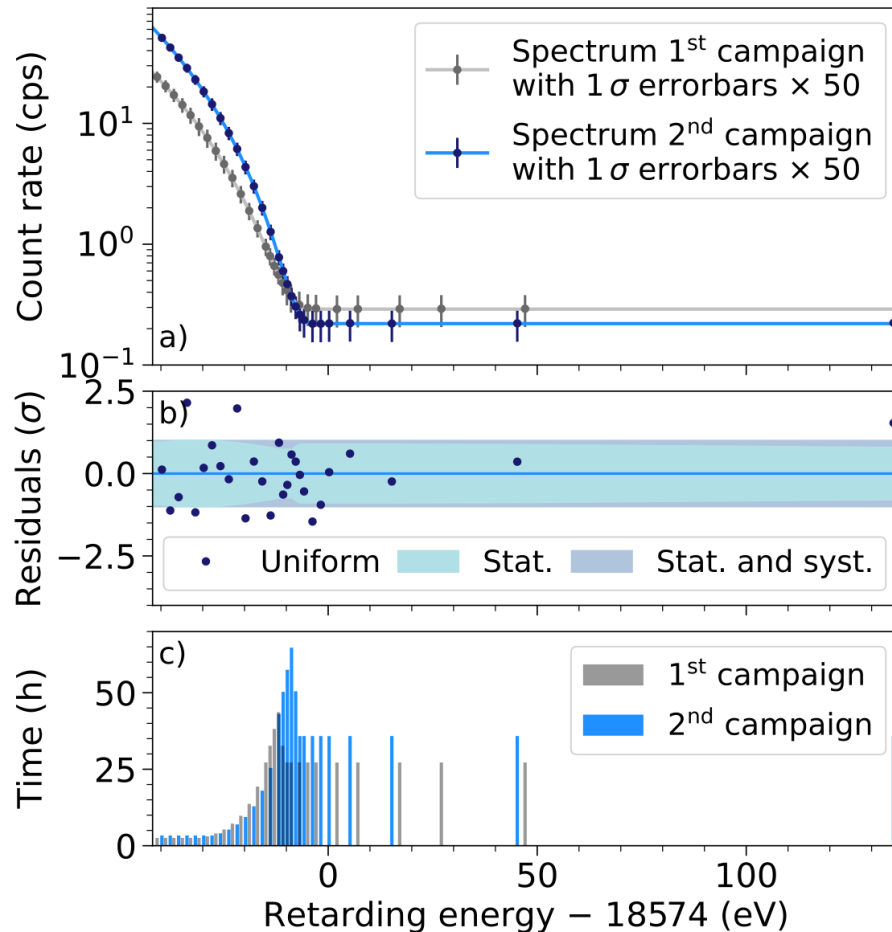 Count rate (cps)
10¹
10⁰
10⁻¹
a)
Spectrum 1ˢᵗ campaign
with 1 σ errorbars × 50
Spectrum 2ⁿᵈ campaign
with 1 σ errorbars × 50
Residuals (σ)
2.5
0.0
−2.5
b)
Uniform
Stat.
Stat. and syst.
Time (h)
50
25
0
c)
1ˢᵗ campaign
2ⁿᵈ campaign
0
50
100
Retarding energy − 18574 (eV)